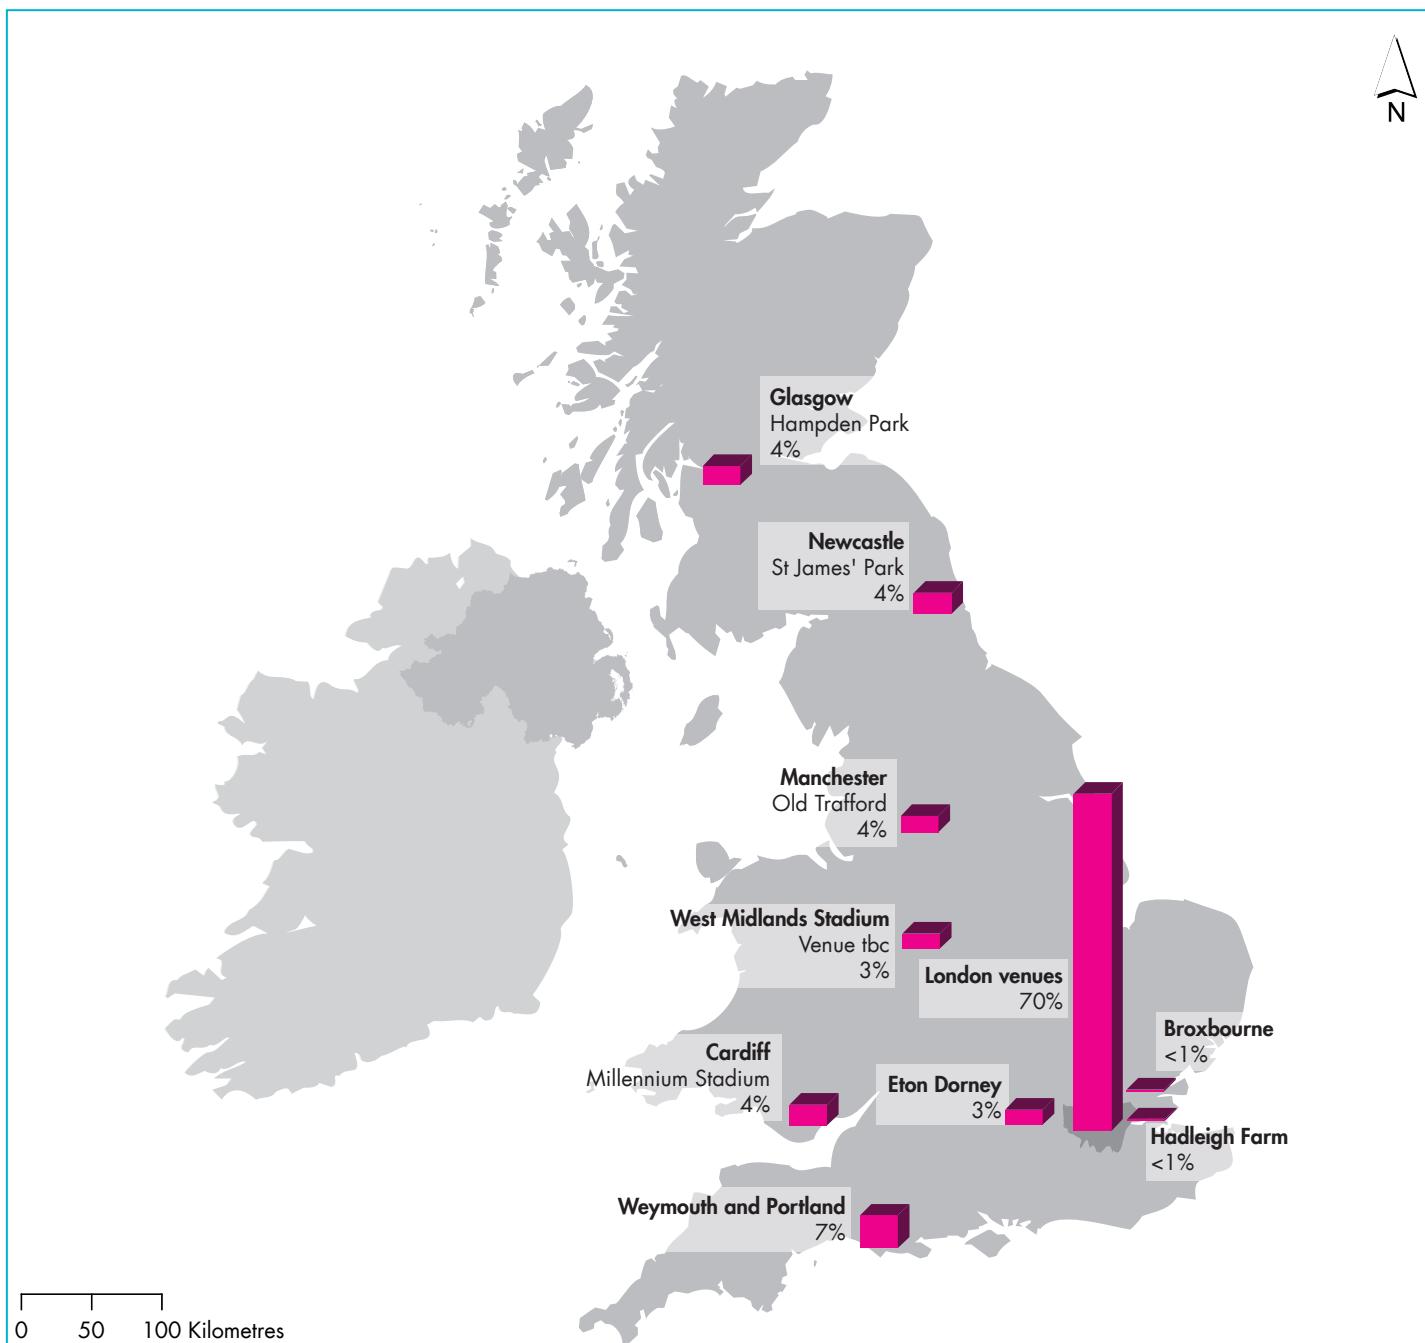 N
Glasgow
Hampden Park
4%
Newcastle
St James' Park
4%
Manchester
Old Trafford
4%
West Midlands Stadium
Venue tbc
3%
London venues
70%
Broxbourne
<1%
Cardiff
Millennium Stadium
4%
Eton Dorney
3%
Hadleigh Farm
<1%
Weymouth and Portland
7%
0 50 100 Kilometres